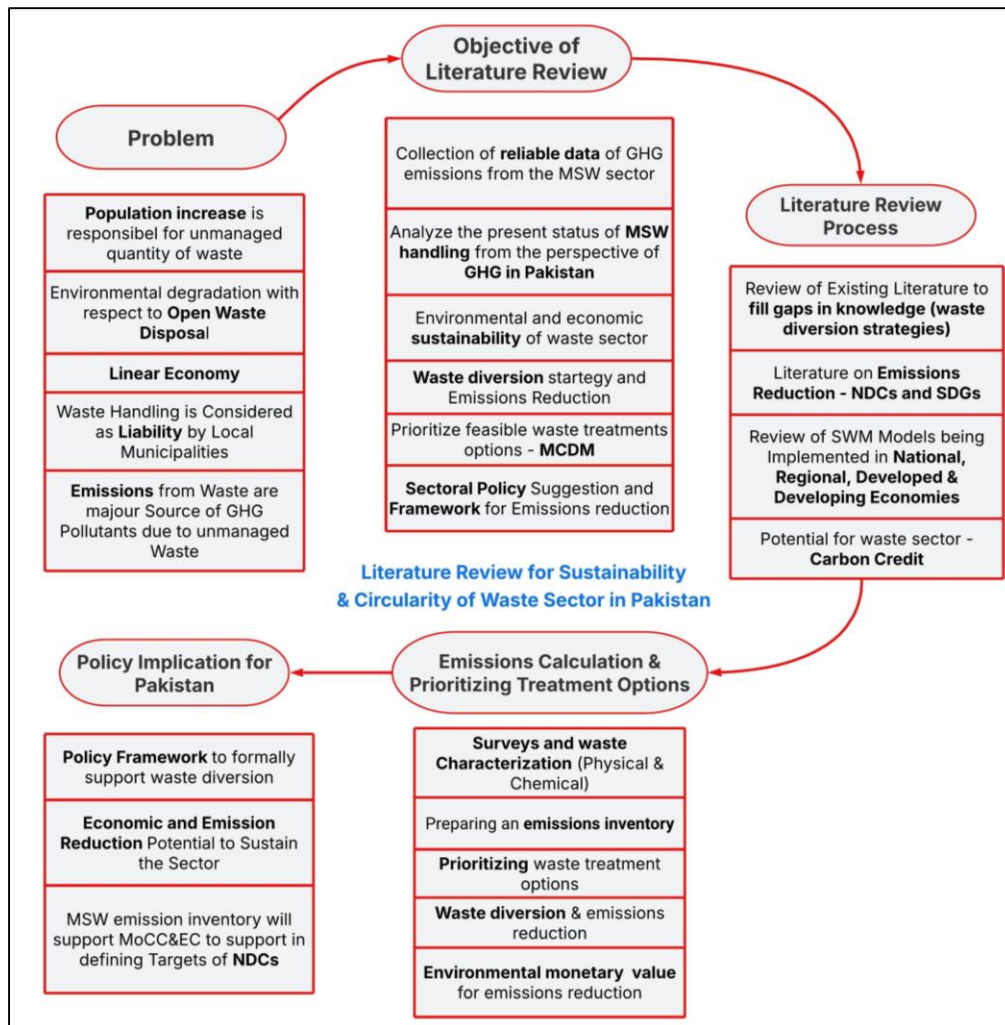 Problem
Population increase is
responsibel for unmanaged
quantity of waste
Environmental degradation with
respect to Open Waste
Disposal
Linear Economy
Waste Handling is Considered
as Liability by Local
Municipalities
Emissions from Waste are
majour Source of GHG
Pollutants due to unmanaged
Waste
Objective of
Literature Review
Collection of reliable data of GHG
emissions from the MSW sector
Analyze the present status of MSW
handling from the perspective of
GHG in Pakistan
Environmental and economic
sustainability of waste sector
Waste diversion startegy and
Emissions Reduction
Prioritize feasible waste treatments
options - MCDM
Sectoral Policy Suggestion and
Framework for Emissions reduction
Literature Review
Process
Review of Existing Literature to
fill gaps in knowledge (waste
diversion strategies)
Literature on Emissions
Reduction - NDCs and SDGs
Review of SWM Models being
Implemented in National,
Regional, Developed &
Developing Economies
Potential for waste sector -
Carbon Credit
Literature Review for Sustainability
& Circularity of Waste Sector in Pakistan
Emissions Calculation &
Prioritizing Treatment Options
Surveys and waste
Characterization (Physical &
Chemical)
Preparing an emissions inventory
Prioritizing waste treatment
options
Waste diversion & emissions
reduction
Environmental monetary value
for emissions reduction
Policy Implication for
Pakistan
Policy Framework to formally
support waste diversion
Economic and Emission
Reduction Potential to Sustain
the Sector
MSW emission inventory will
support MoCC&EC to support in
defining Targets of NDCs